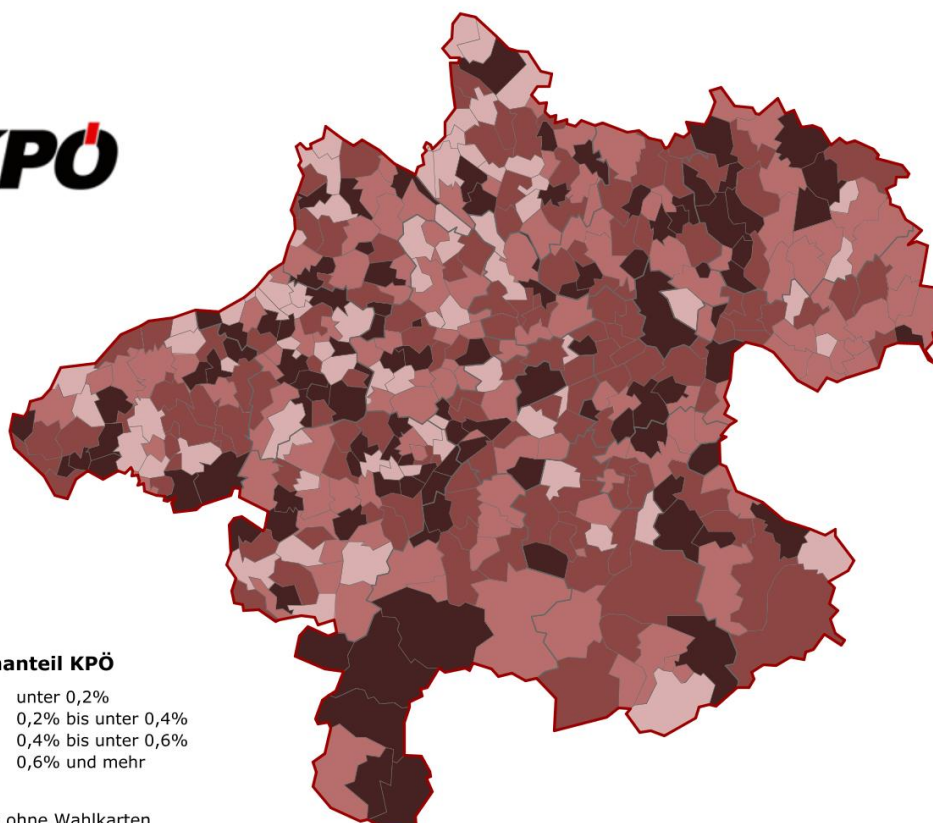 KPÖ
anteil KPÖ
unter 0,2%
0,2% bis unter 0,4%
0,4% bis unter 0,6%
0,6% und mehr
ohne Wahlkarten